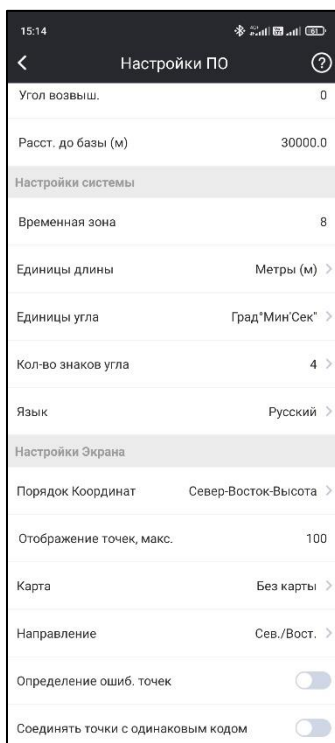 15:14
Настройки ПО
Угол возвыш. 0
Расст. до базы (м) 30000.0
Настройки системы
Временная зона 8
Единицы длины Метры (м)
Единицы угла Град°Мин'Сек"
Кол-во знаков угла 4
Язык Русский
Настройки Экрана
Порядок Координат Север-Восток-Высота
Отображение точек, макс. 100
Карта Без карты
Направление Сев./Вост.
Определение ошиб. точек
Соединять точки с одинаковым кодом